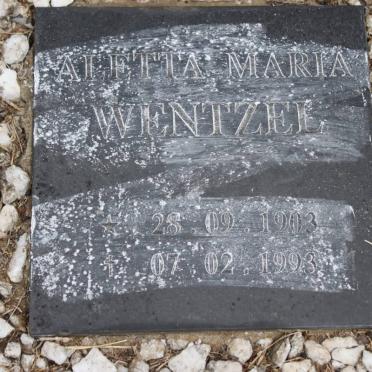 ALETTA MARIA
WENTZEL
★ 28. 09. 1903
† 07. 02. 1993